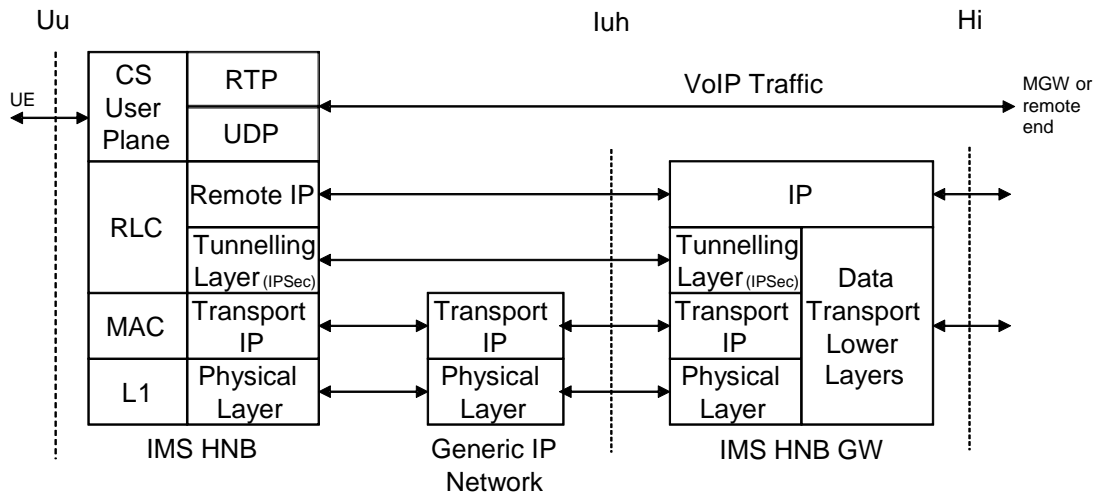 Uu
Iuh
Hi
UE
CS
User
Plane
RTP
UDP
VoIP Traffic
MGW or
remote
end
RLC
Remote IP
IP
Tunnelling
Layer (IPSec)
Tunnelling
Layer (IPSec)
Data
Transport
Lower
Layers
MAC
Transport
IP
Transport
IP
Transport
IP
L1
Physical
Layer
Physical
Layer
Physical
Layer
IMS HNB
Generic IP
Network
IMS HNB GW